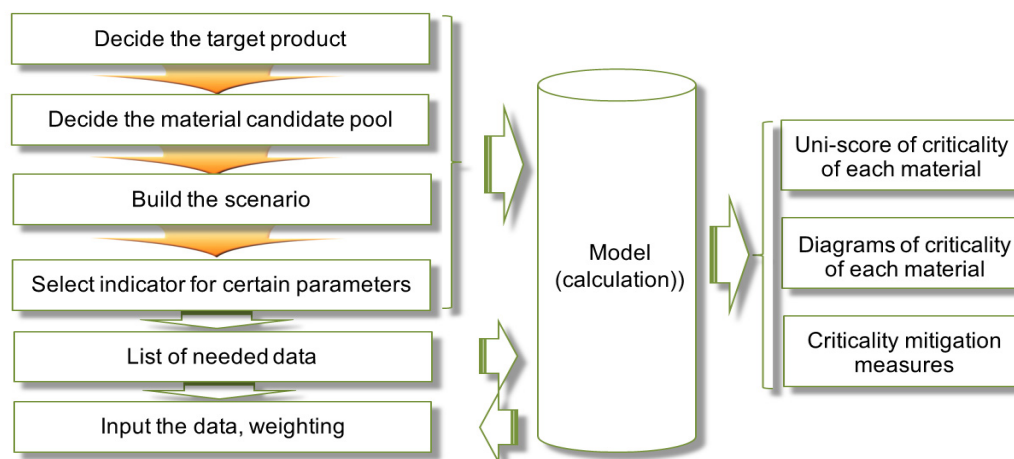 Decide the target product
Decide the material candidate pool
Build the scenario
Select indicator for certain parameters
List of needed data
Input the data, weighting
Model
(calculation))
Uni-score of criticality
of each material
Diagrams of criticality
of each material
Criticality mitigation
measures